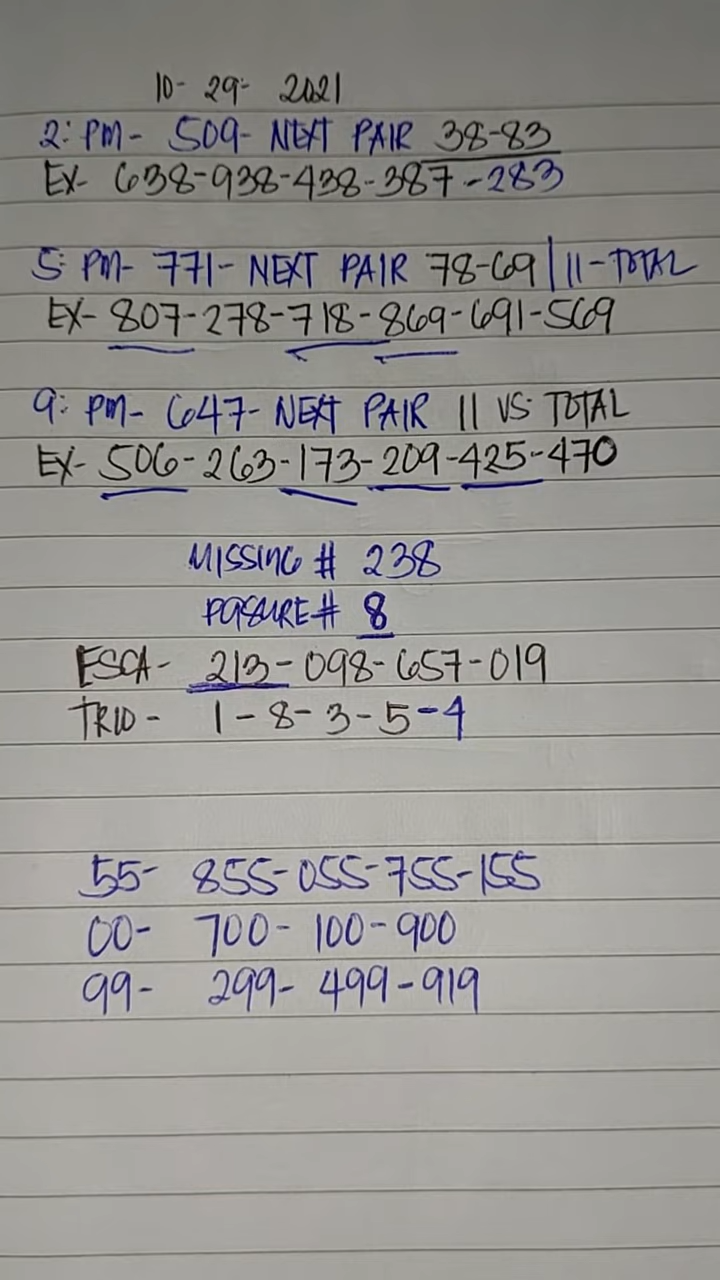 10- 29- 2021
2: PM- 509- NEXT PAIR 38-83
EX- 638-938-438-387-283
5: PM- 771- NEXT PAIR 78-69 | 11-TOTAL
EX- 807-278-718-869-691-569
9: PM- 647- NEXT PAIR 11 VS. TOTAL
EX- 506-263-173-209-425-470
MISSING # 238
# 8
ESCA- 213-098-657-019
TRIO- 1-8-3-5-4
55- 855-055-755-155
00- 700-100-900
99- 299-499-919